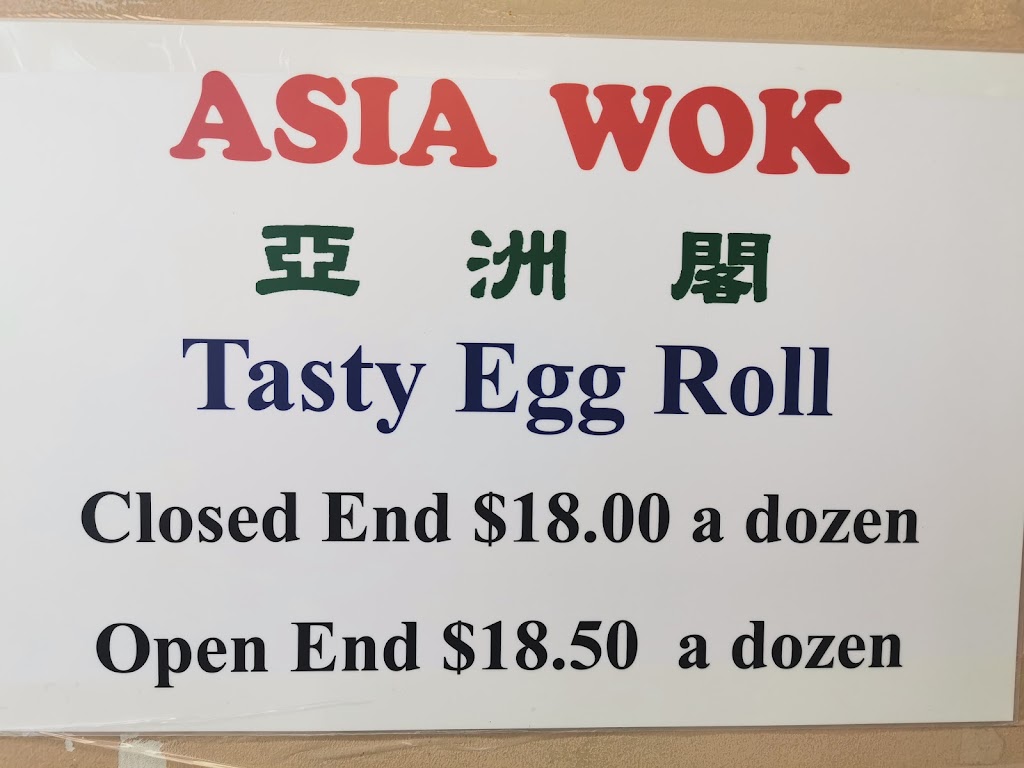 ASIA WOK
亞洲閣
Tasty Egg Roll
Closed End $18.00 a dozen
Open End $18.50 a dozen